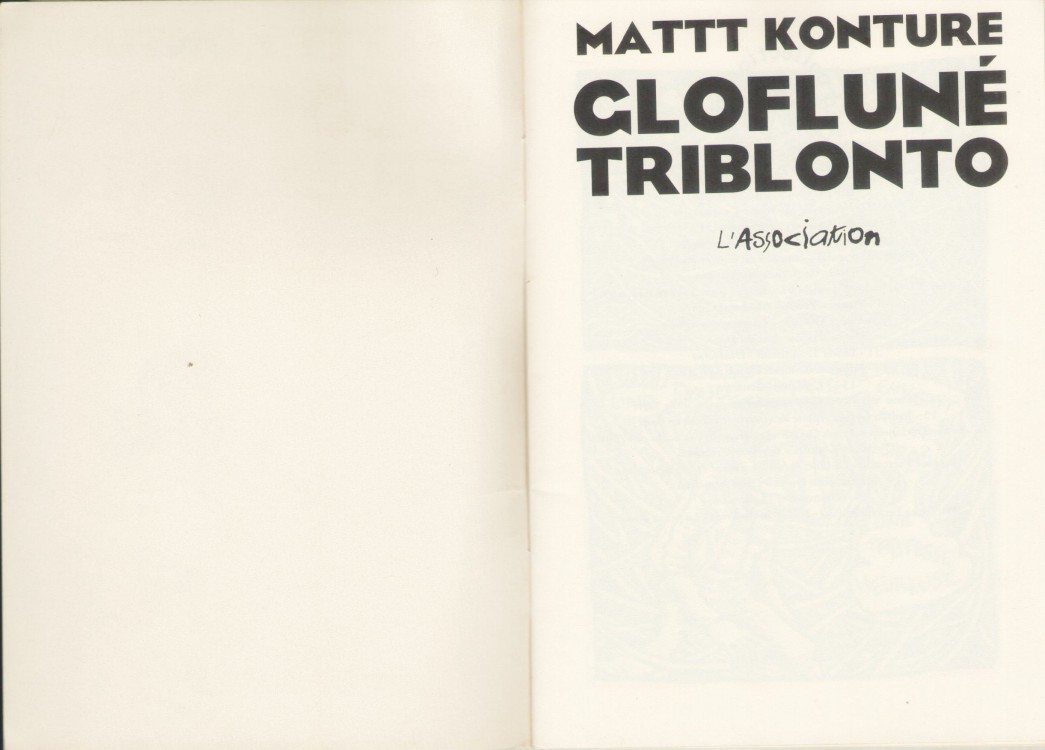 MATTT KONTURE
GLOFLUNÉ
TRIBLONTO
L'Association